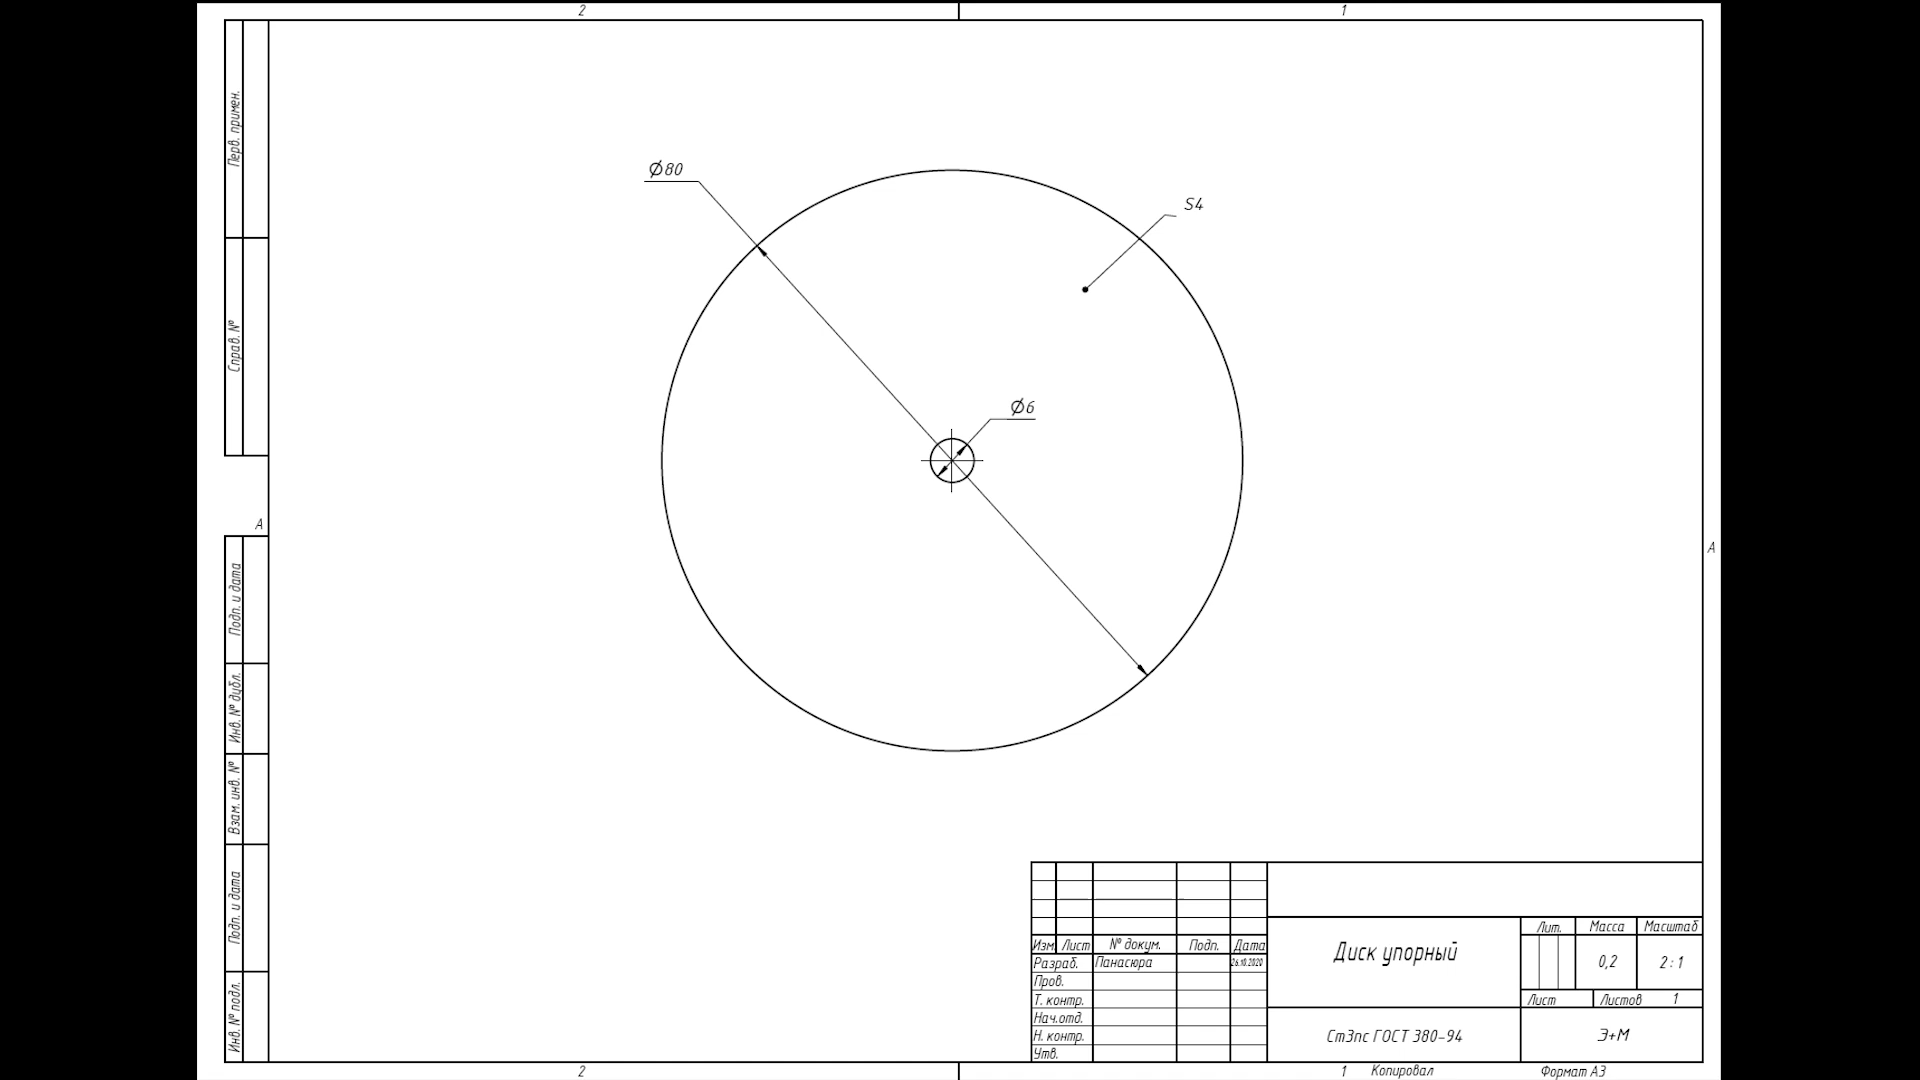 2
1
Перв. примен.
Справ. №
Подп. и дата
Инв. № дубл.
Взам. инв. №
Подп. и дата
Инв. № подл.
A
A
Ø80
S4
Ø6
Изм. Лист № докум. Подп. Дата
Разраб. Панасюра 26.10.2020
Пров.
Т. контр.
Нач.отд.
Н. контр.
Утв.
Диск упорный
Лит. Масса Масштаб
0,2 2:1
Лист Листов 1
Ст3пс ГОСТ 380-94
Э+М
2
1
Копировал
Формат А3